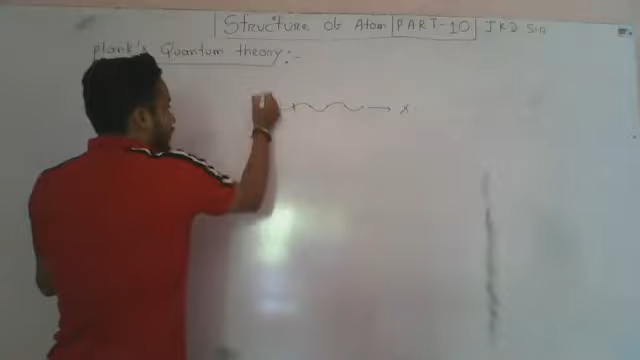 Structure of Atom PART-10 JKD Sir
plank's Quantum theory:-
x